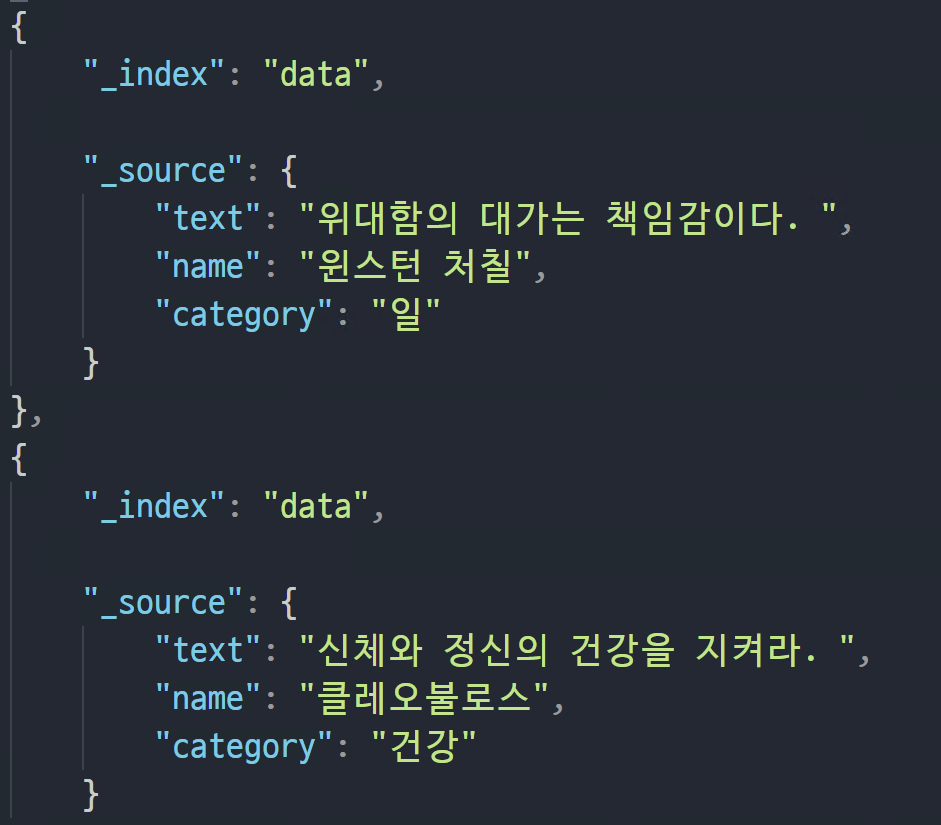 {
"_index": "data",
"_source": {
"text": "위대함의 대가는 책임감이다. ",
"name": "윈스턴 처칠",
"category": "일"
}
},
{
"_index": "data",
"_source": {
"text": "신체와 정신의 건강을 지켜라. ",
"name": "클레오불로스",
"category": "건강"
}